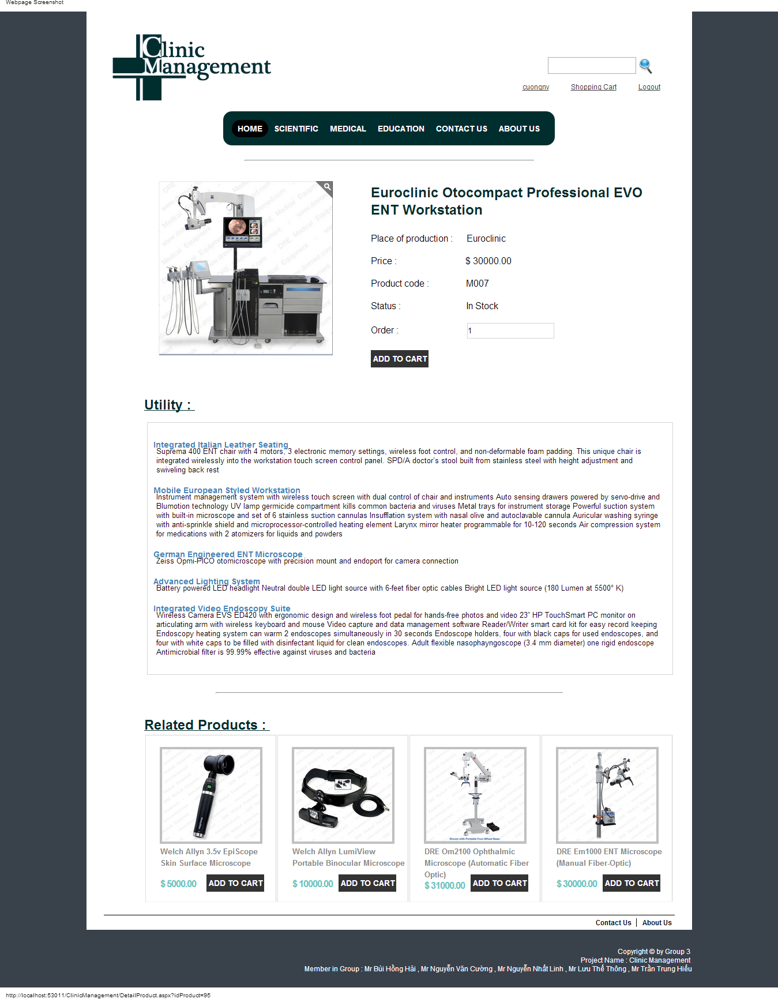 Webpage Screenshot
Clinic
Management
cuongnv Shopping Cart Logout
HOME SCIENTIFIC MEDICAL EDUCATION CONTACT US ABOUT US
Euroclinic Otocompact Professional EVO
ENT Workstation
Place of production : Euroclinic
Price : $ 30000.00
Product code : M007
Status : In Stock
Order : 1
ADD TO CART
Utility :
Integrated Italian Leather Seating
Suprema 400 ENT chair with 4 motors, 3 electronic memory settings, wireless foot control, and non-deformable foam padding. This unique chair is
integrated wirelessly into the workstation touch screen control panel. SPD/A doctor's stool built from stainless steel with height adjustment and
swiveling back rest
Mobile European Styled Workstation
Instrument management system with wireless touch screen with dual control of chair and instruments Auto sensing drawers powered by servo-drive and
Blumotion technology UV lamp germicide compartment kills common bacteria and viruses Metal trays for instrument storage Powerful suction system
with built-in microscope and set of 6 stainless suction cannulas Insufflation system with nasal olive and autoclavable cannula Auricular washing syringe
with anti-sprinkle shield and microprocessor-controlled heating element Larynx mirror heater programmable for 10-120 seconds Air compression system
for medications with 2 atomizers for liquids and powders
German Engineered ENT Microscope
Zeiss Opmi-PICO otomicroscope with precision mount and endoport for camera connection
Advanced Lighting System
Battery powered LED headlight Neutral double LED light source with 6-feet fiber optic cables Bright LED light source (180 Lumen at 5500° K)
Integrated Video Endoscopy Suite
Wireless Camera EVS ED420 with ergonomic design and wireless foot pedal for hands-free photos and video 23” HP TouchSmart PC monitor on
articulating arm with wireless keyboard and mouse Video capture and data management software Reader/Writer smart card kit for easy record keeping
Endoscopy heating system can warm 2 endoscopes simultaneously in 30 seconds Endoscope holders, four with black caps for used endoscopes, and
four with white caps to be filled with disinfectant liquid for clean endoscopes. Adult flexible nasophayngoscope (3.4 mm diameter) one rigid endoscope
Antimicrobial filter is 99.99% effective against viruses and bacteria
Related Products :
Shown with Portable Four-Wheel Base
Welch Allyn 3.5v EpiScope
Skin Surface Microscope
$ 5000.00 ADD TO CART
Welch Allyn LumiView
Portable Binocular Microscope
$ 10000.00 ADD TO CART
DRE Om2100 Ophthalmic
Microscope (Automatic Fiber
Optic)
$ 31000.00 ADD TO CART
DRE Em1000 ENT Microscope
(Manual Fiber-Optic)
$ 30000.00 ADD TO CART
Contact Us | About Us
Copyright © by Group 3
Project Name : Clinic Management
Member in Group : Mr Bùi Hồng Hải , Mr Nguyễn Văn Cường , Mr Nguyễn Nhất Linh , Mr Lưu Thế Thông , Mr Trần Trung Hiếu
http://localhost:53011/ClinicManagement/DetailProduct.aspx?idProduct=95